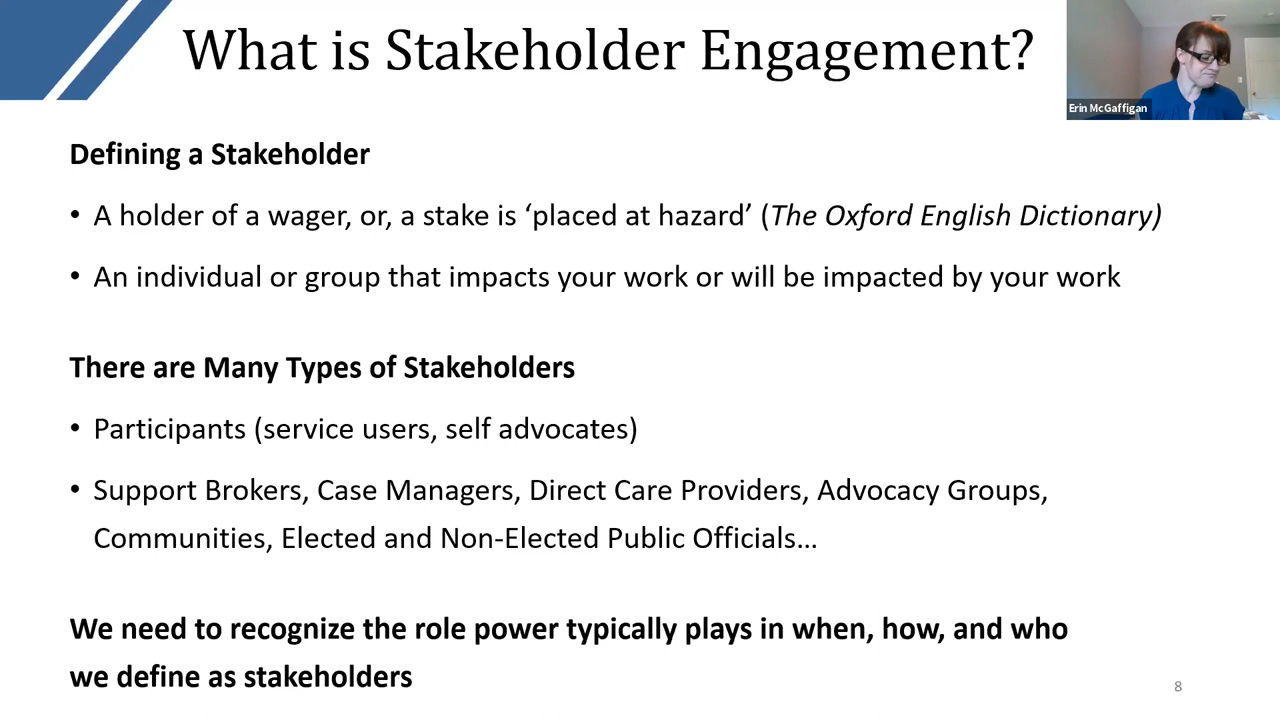 What is Stakeholder Engagement?
Erin McGaffigan
Defining a Stakeholder
• A holder of a wager, or, a stake is ‘placed at hazard’ (The Oxford English Dictionary)
• An individual or group that impacts your work or will be impacted by your work
There are Many Types of Stakeholders
• Participants (service users, self advocates)
• Support Brokers, Case Managers, Direct Care Providers, Advocacy Groups,
Communities, Elected and Non-Elected Public Officials…
We need to recognize the role power typically plays in when, how, and who
we define as stakeholders
8